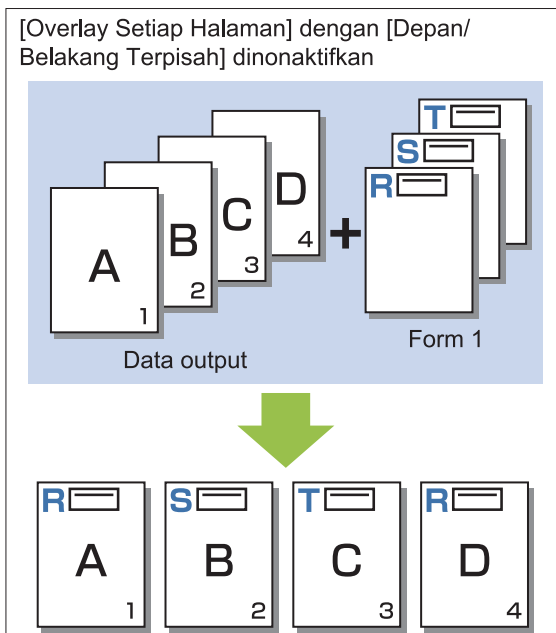 [Overlay Setiap Halaman] dengan [Depan/
Belakang Terpisah] dinonaktifkan
A
1
B
2
C
3
D
4
+
R
S
T
Data output
Form 1
R
A
1
S
B
2
T
C
3
R
D
4